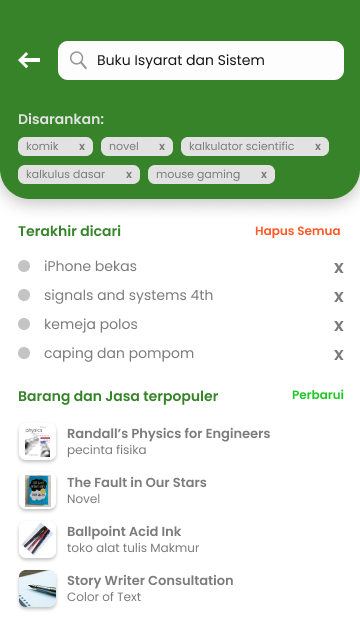 Buku Isyarat dan Sistem
Disarankan:
komik x novel x kalkulator scientific x
kalkulus dasar x mouse gaming x
Terakhir dicari Hapus Semua
iPhone bekas x
signals and systems 4th x
kemeja polos x
caping dan pompom x
Barang dan Jasa terpopuler Perbarui
Randall's Physics for Engineers
pecinta fisika
The Fault in Our Stars
Novel
Ballpoint Acid Ink
toko alat tulis Makmur
Story Writer Consultation
Color of Text